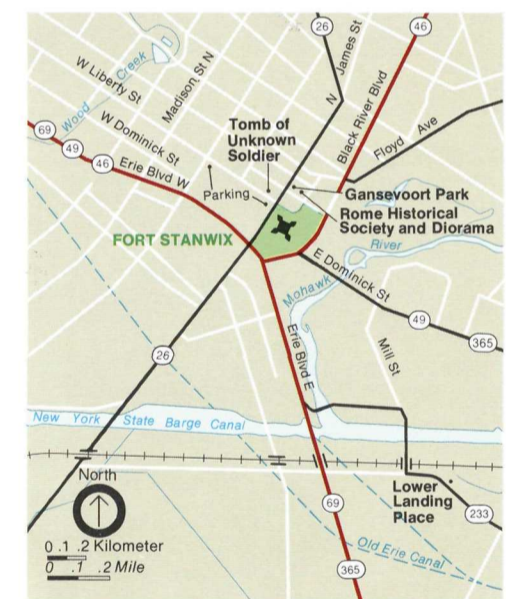 26
46
James St
N
Creek
W Liberty St
Madison St N
Wood
Black River Blvd
69
49
46
W Dominick St
Erie Blvd W
Tomb of
Unknown
Soldier
Floyd Ave
Parking
Gansevoort Park
Rome Historical
Society and Diorama
FORT STANWIX
River
E Dominick St
Mohawk
49
365
Erie Blvd E
Mill St
26
New York State Barge Canal
North
Lower
Landing
Place
69
233
0 .1 .2 Kilometer
0 .1 .2 Mile
Old Erie Canal
365